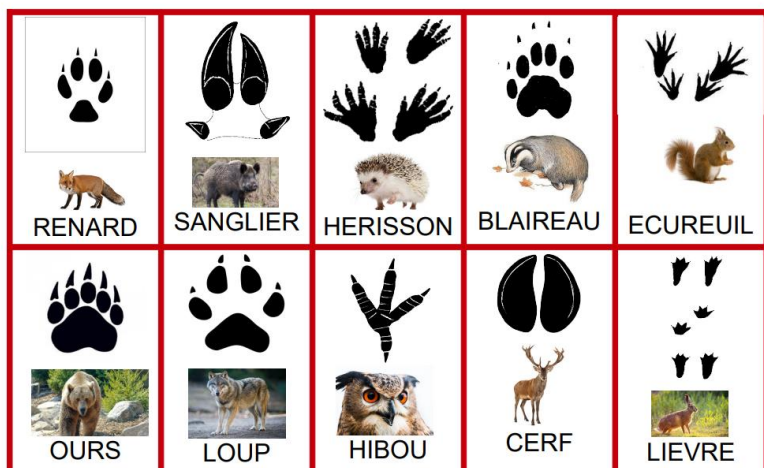 RENARD
SANGLIER
HERISSON
BLAIREAU
ECUREUIL
OURS
LOUP
HIBOU
CERF
LIEVRE